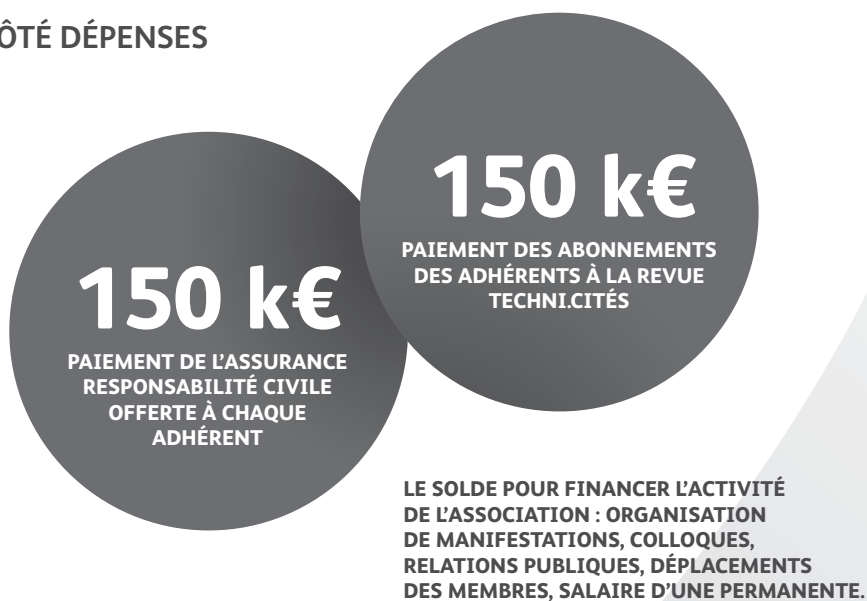 ÔTÉ DÉPENSES
150 k€
PAIEMENT DE L'ASSURANCE
RESPONSABILITÉ CIVILE
OFFERTE À CHAQUE
ADHÉRENT
150 k€
PAIEMENT DES ABONNEMENTS
DES ADHÉRENTS À LA REVUE
TECHNI.CITÉS
LE SOLDE POUR FINANCER L'ACTIVITÉ
DE L'ASSOCIATION : ORGANISATION
DE MANIFESTATIONS, COLLOQUES,
RELATIONS PUBLIQUES, DÉPLACEMENTS
DES MEMBRES, SALAIRE D'UNE PERMANENTE.